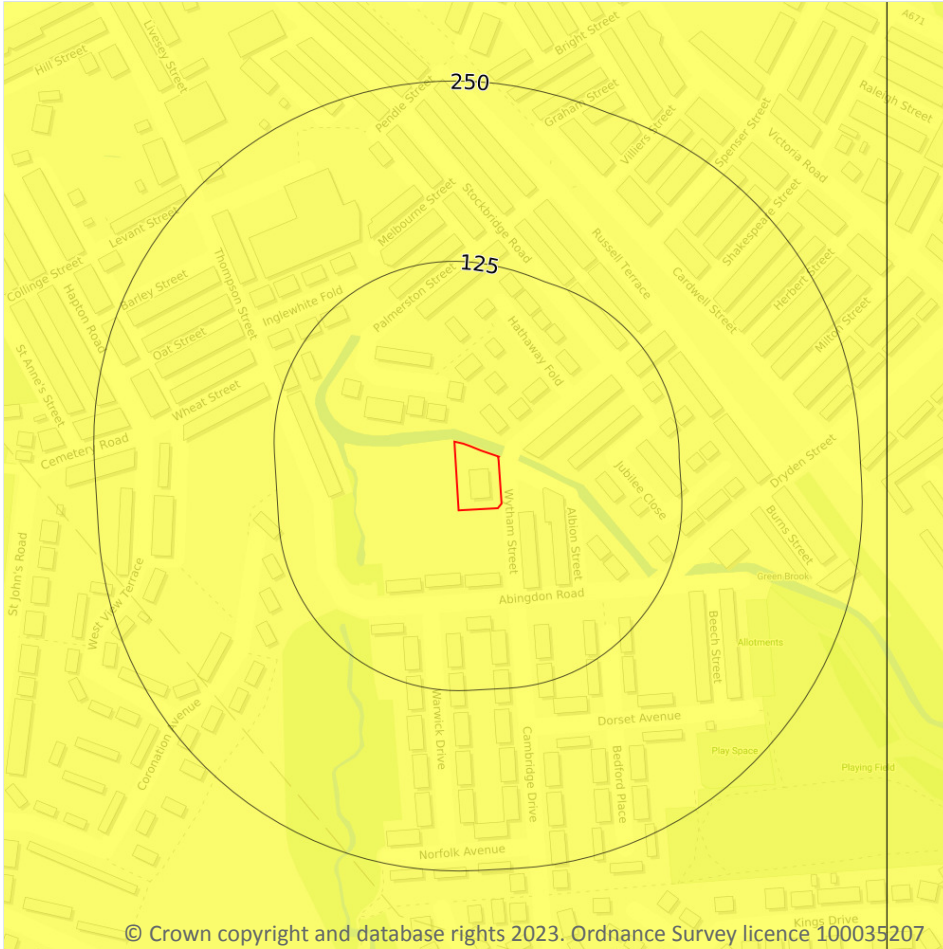 A671
Hill Street
Livesey Street
Bright Street
250
Pendle Street
Graham Street
Raleigh Street
Villiers Street
Spenser Street
Victoria Road
Levant Street
Melbourne Street
Stockbridge Road
Shakespeare Street
Collinge Street
Hapton Road
Barley Street
Thompson Street
125
Russell Terrace
Inglewhite Fold
Palmerston Street
Cardwell Street
Herbert Street
Milton Street
Oat Street
Hathaway Fold
St Anne's Street
Wheat Street
Cemetery Road
Dryden Street
Jubilee Close
Wytham Street
Albion Street
Burns Street
St John's Road
West View Terrace
Green Brook
Abingdon Road
Beech Street
Allotments
Coronation Avenue
Warwick Drive
Dorset Avenue
Cambridge Drive
Bedford Place
Play Space
Playing Field
Norfolk Avenue
Kings Drive
© Crown copyright and database rights 2023. Ordnance Survey licence 100035207